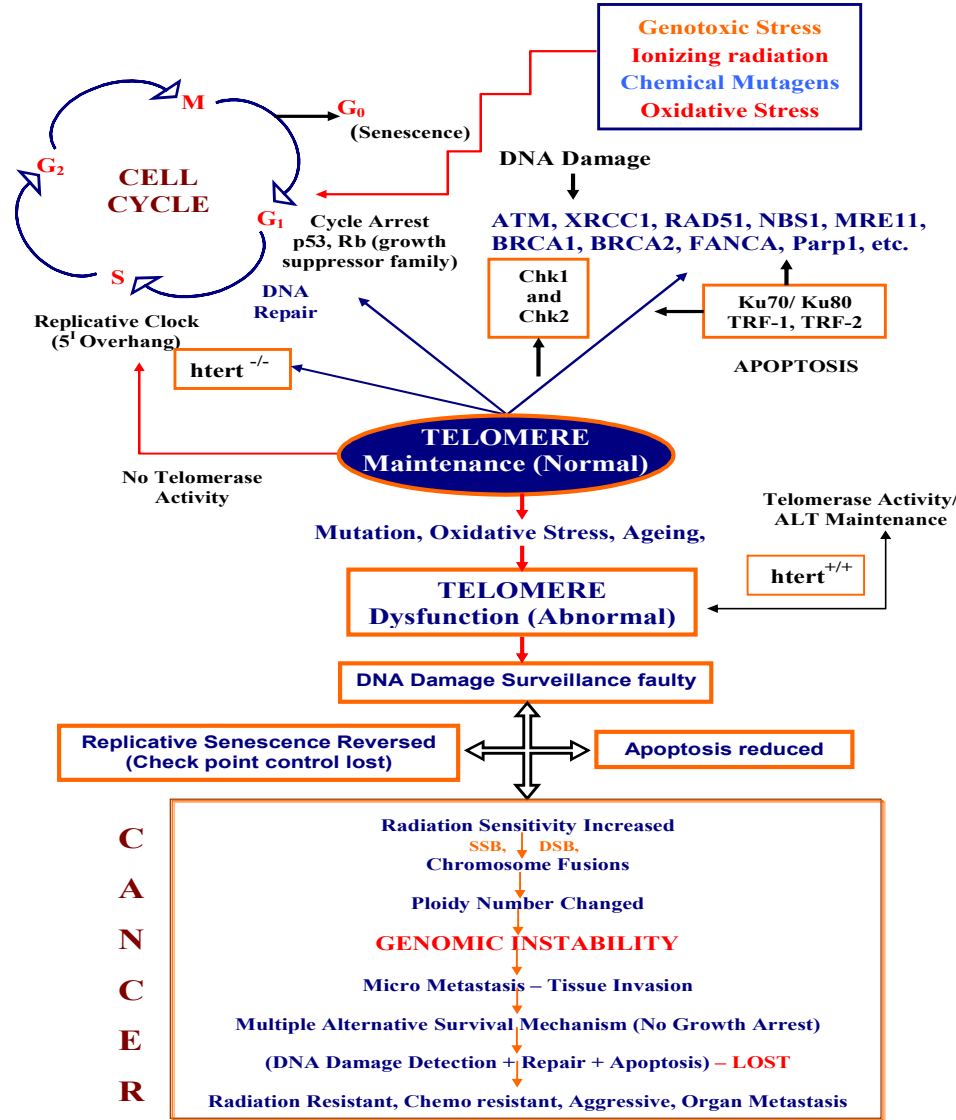 Genotoxic Stress
Ionizing radiation
Chemical Mutagens
Oxidative Stress
M
G₀
(Senescence)
G₂
CELL
CYCLE
G₁
S
Cycle Arrest
p53, Rb (growth
suppressor family)
DNA
Repair
DNA Damage
ATM, XRCC1, RAD51, NBS1, MRE11,
BRCA1, BRCA2, FANCA, Parp1, etc.
Chk1
and
Chk2
Ku70/ Ku80
TRF-1, TRF-2
APOPTOSIS
Replicative Clock
(5ᴵ Overhang)
htert -/-
No Telomerase
Activity
TELOMERE
Maintenance (Normal)
Mutation, Oxidative Stress, Ageing,
Telomerase Activity/
ALT Maintenance
htert+/+
TELOMERE
Dysfunction (Abnormal)
DNA Damage Surveillance faulty
Replicative Senescence Reversed
(Check point control lost)
Apoptosis reduced
C
A
N
C
E
R
Radiation Sensitivity Increased
SSB, DSB,
Chromosome Fusions
Ploidy Number Changed
GENOMIC INSTABILITY
Micro Metastasis – Tissue Invasion
Multiple Alternative Survival Mechanism (No Growth Arrest)
(DNA Damage Detection + Repair + Apoptosis) – LOST
Radiation Resistant, Chemo resistant, Aggressive, Organ Metastasis